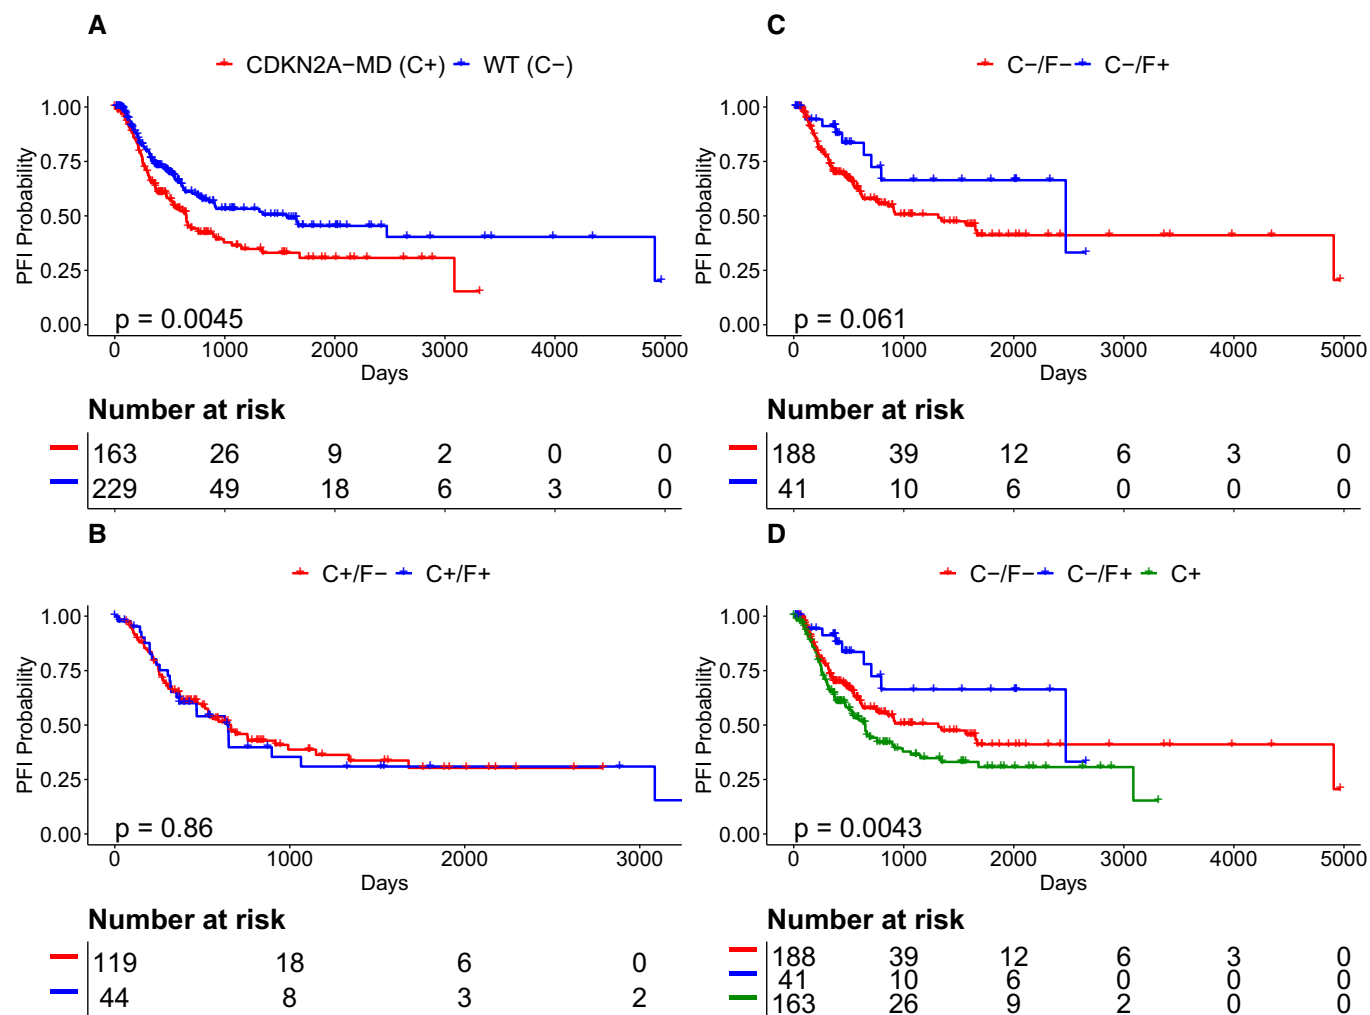 A
CDKN2A−MD (C+) WT (C−)
PFI Probability
1.00
0.75
0.50
0.25
0.00
p = 0.0045
0 1000 2000 3000 4000 5000
Days
Number at risk
163 26 9 2 0 0
229 49 18 6 3 0
B
C+/F− C+/F+
PFI Probability
1.00
0.75
0.50
0.25
0.00
p = 0.86
0 1000 2000 3000
Days
Number at risk
119 18 6 0
44 8 3 2
C
C−/F− C−/F+
PFI Probability
1.00
0.75
0.50
0.25
0.00
p = 0.061
0 1000 2000 3000 4000 5000
Days
Number at risk
188 39 12 6 3 0
41 10 6 0 0 0
D
C−/F− C−/F+ C+
PFI Probability
1.00
0.75
0.50
0.25
0.00
p = 0.0043
0 1000 2000 3000 4000 5000
Days
Number at risk
188 39 12 6 3 0
41 10 6 0 0 0
163 26 9 2 0 0